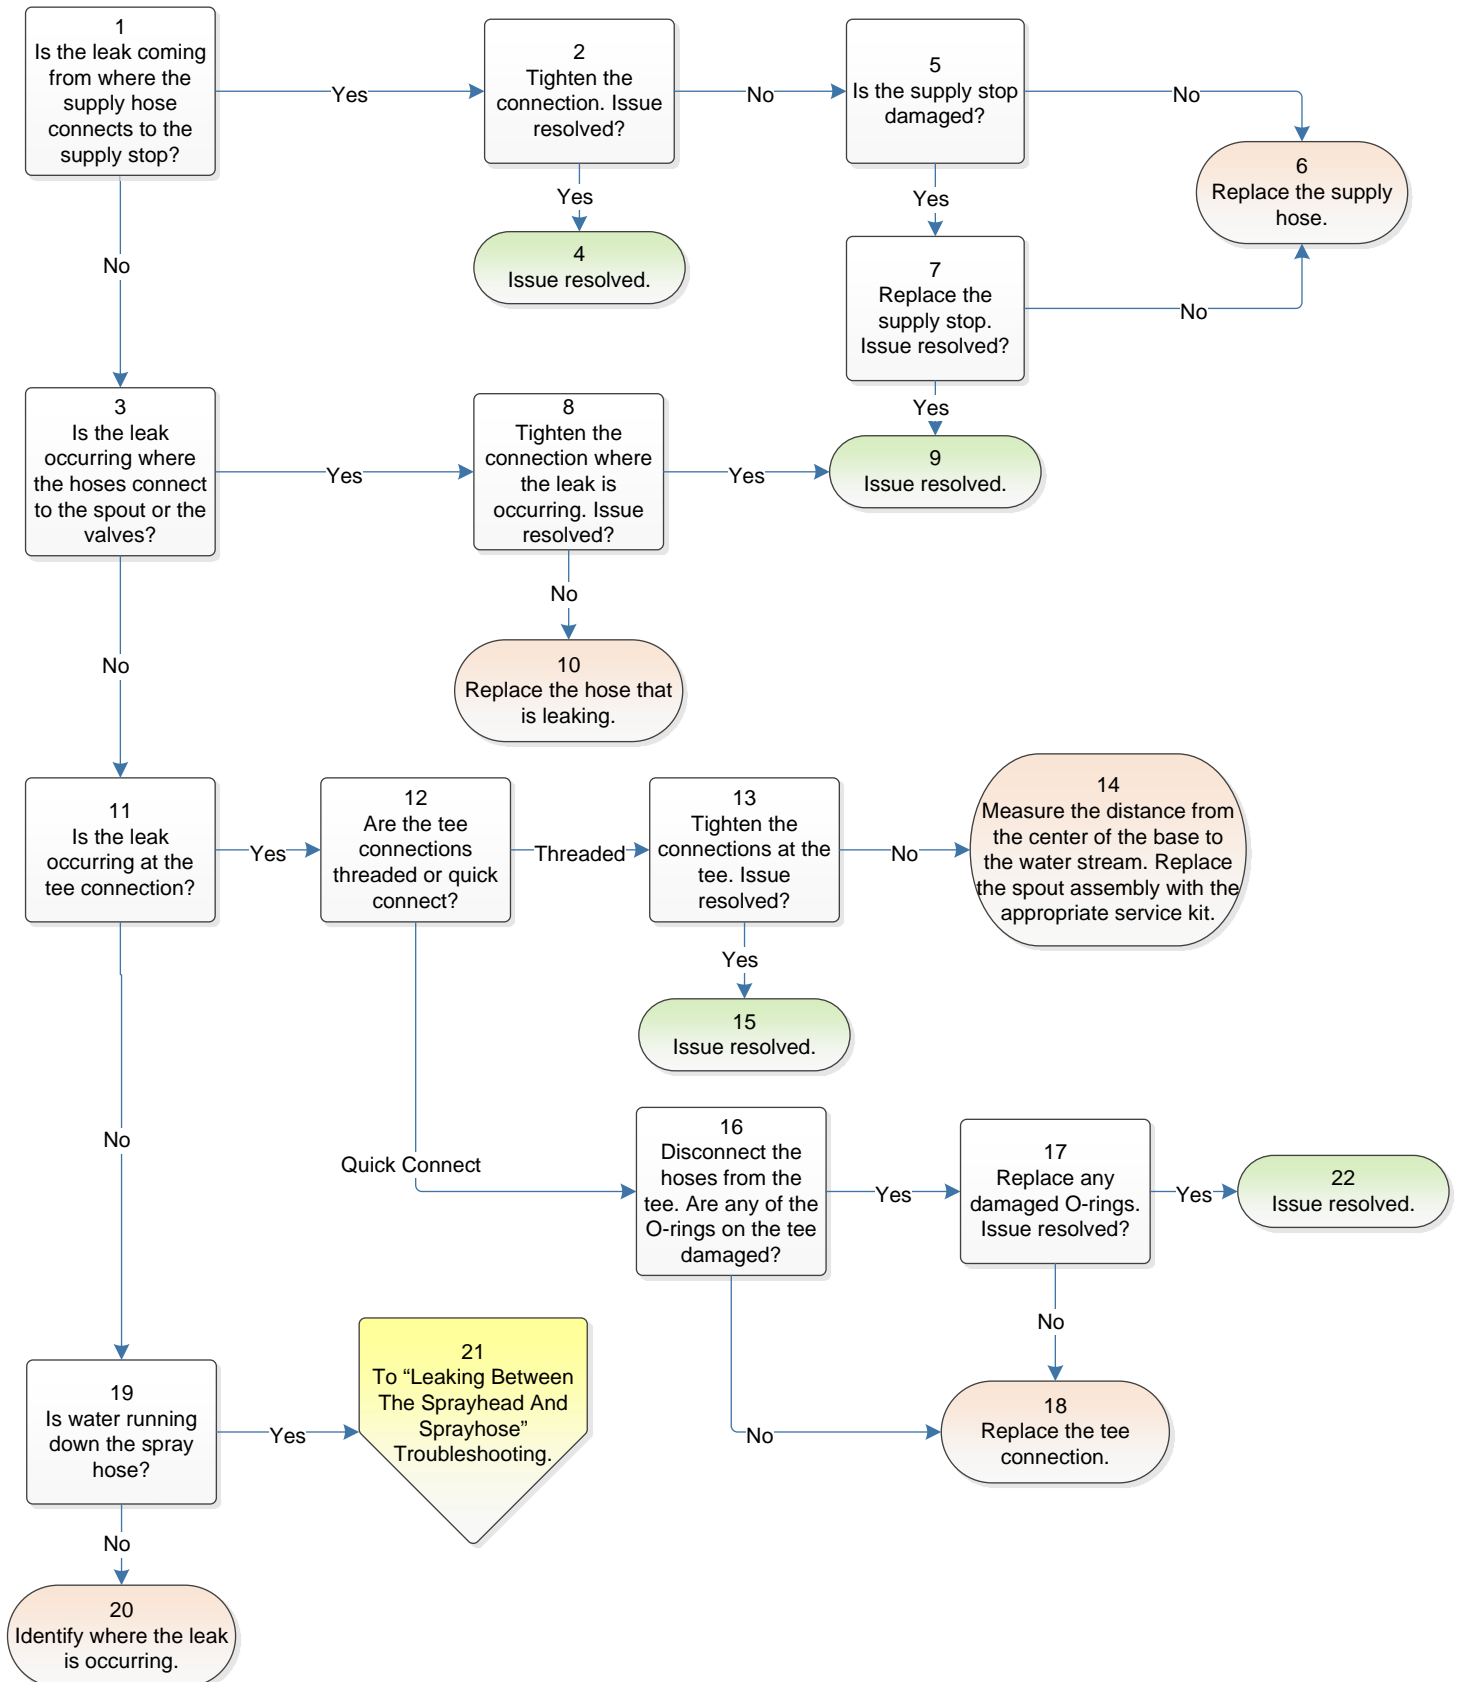 1
Is the leak coming
from where the
supply hose
connects to the
supply stop?
Yes
2
Tighten the
connection. Issue
resolved?
No
5
Is the supply stop
damaged?
No
6
Replace the supply
hose.
Yes
4
Issue resolved.
Yes
7
Replace the
supply stop.
Issue resolved?
No
No
Yes
3
Is the leak
occurring where
the hoses connect
to the spout or the
valves?
Yes
8
Tighten the
connection where
the leak is
occurring. Issue
resolved?
Yes
9
Issue resolved.
No
10
Replace the hose that
is leaking.
No
11
Is the leak
occurring at the
tee connection?
Yes
12
Are the tee
connections
threaded or quick
connect?
Threaded
13
Tighten the
connections at the
tee. Issue
resolved?
No
14
Measure the distance from
the center of the base to
the water stream. Replace
the spout assembly with the
appropriate service kit.
Yes
15
Issue resolved.
No
Quick Connect
16
Disconnect the
hoses from the
tee. Are any of the
O-rings on the tee
damaged?
Yes
17
Replace any
damaged O-rings.
Issue resolved?
Yes
22
Issue resolved.
No
No
18
Replace the tee
connection.
19
Is water running
down the spray
hose?
Yes
21
To “Leaking Between
The Sprayhead And
Sprayhose”
Troubleshooting.
No
20
Identify where the leak
is occurring.